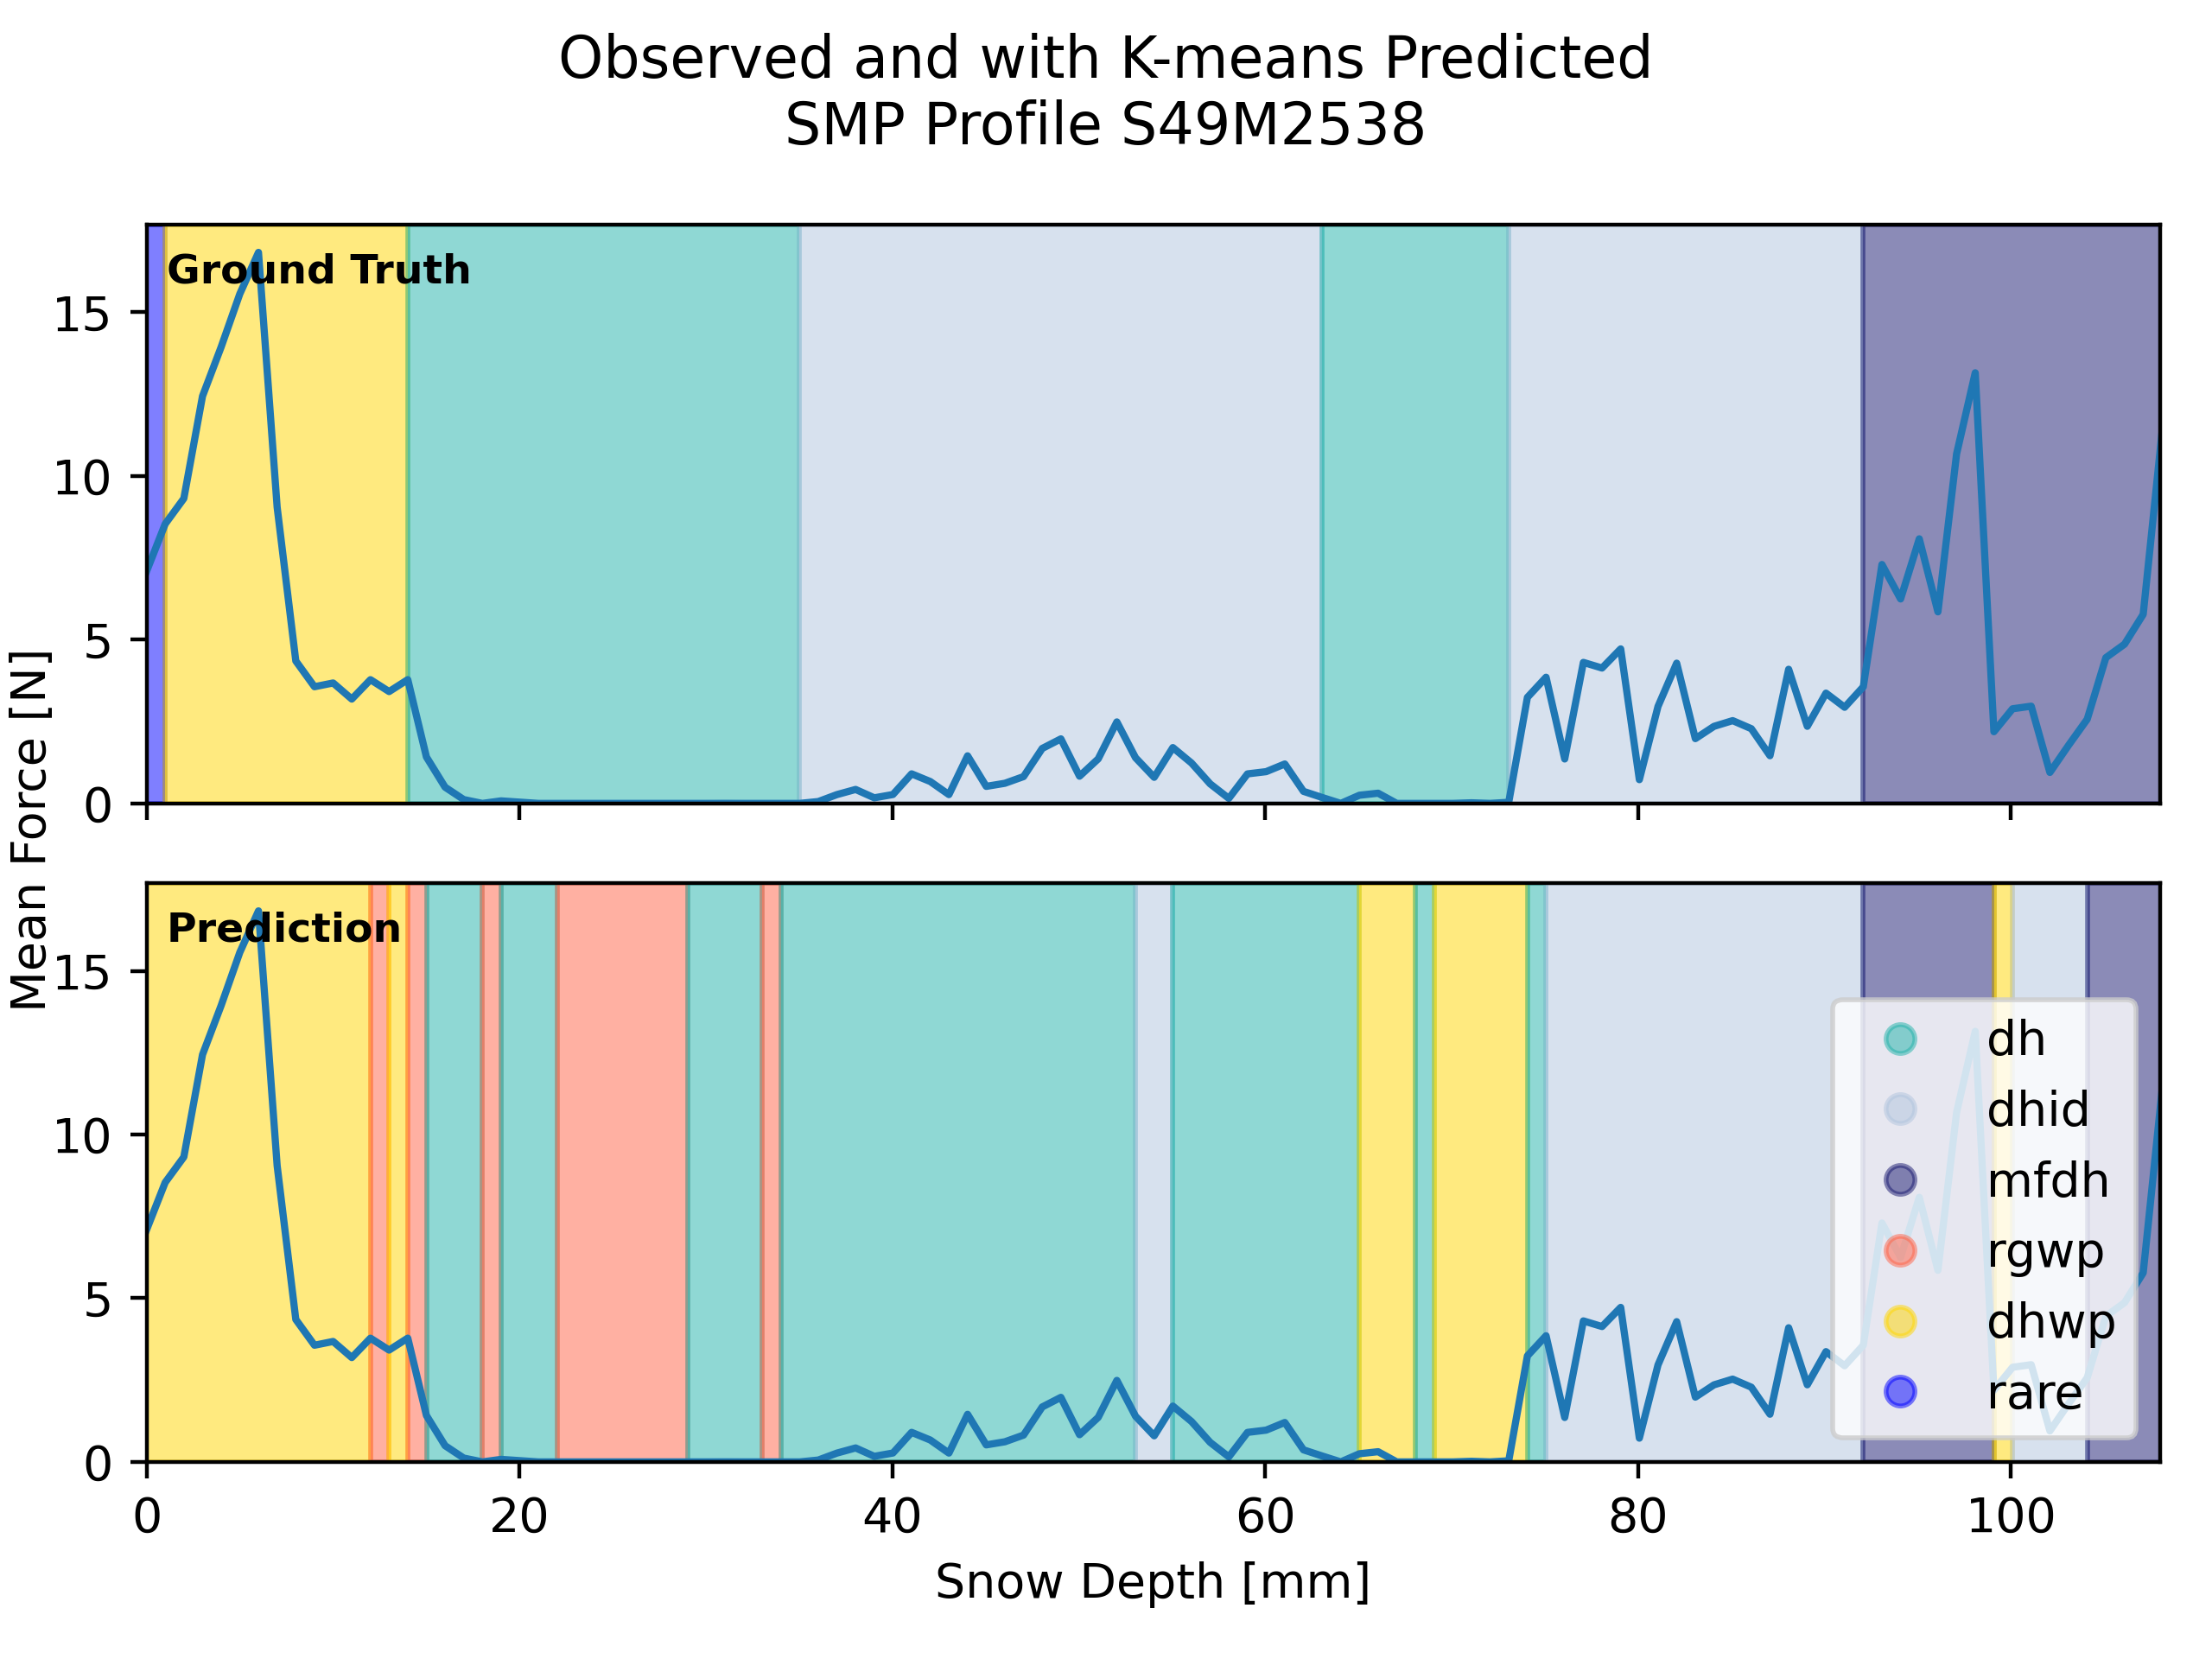 Observed and with K-means Predicted
SMP Profile S49M2538
Ground Truth
15
10
5
0
Mean Force [N]
Prediction
15
10
5
0
dh
dhid
mfdh
rgwp
dhwp
rare
0 20 40 60 80 100
Snow Depth [mm]